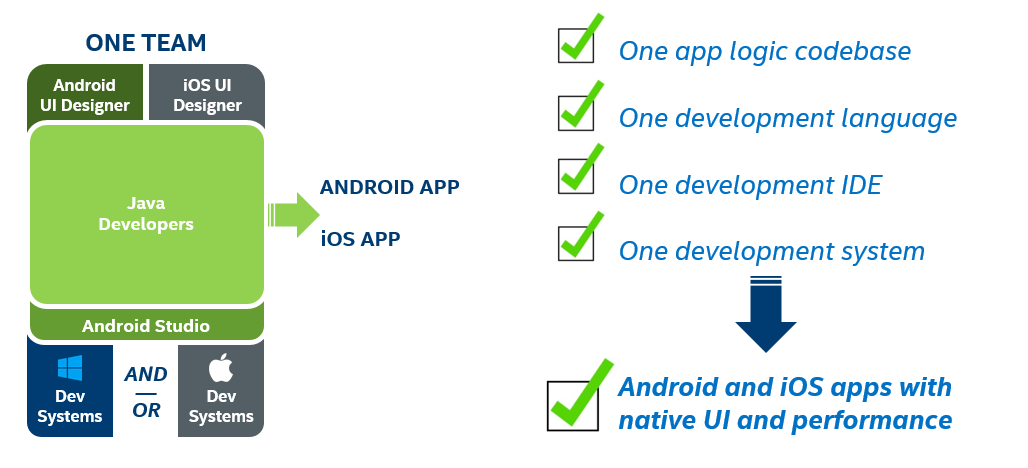 ONE TEAM
Android
UI Designer
iOS UI
Designer
Java
Developers
ANDROID APP
iOS APP
Android Studio
Dev
Systems
AND
OR
Dev
Systems
One app logic codebase
One development language
One development IDE
One development system
Android and iOS apps with
native UI and performance